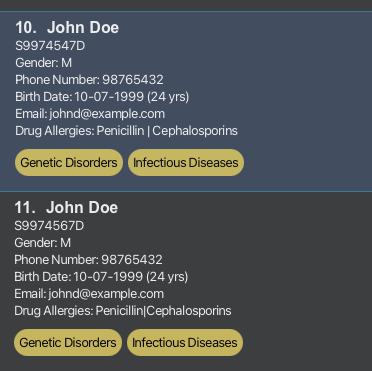 10. John Doe
S9974547D
Gender: M
Phone Number: 98765432
Birth Date: 10-07-1999 (24 yrs)
Email: johnd@example.com
Drug Allergies: Penicillin | Cephalosporins
Genetic Disorders Infectious Diseases
11. John Doe
S9974567D
Gender: M
Phone Number: 98765432
Birth Date: 10-07-1999 (24 yrs)
Email: johnd@example.com
Drug Allergies: Penicillin|Cephalosporins
Genetic Disorders Infectious Diseases